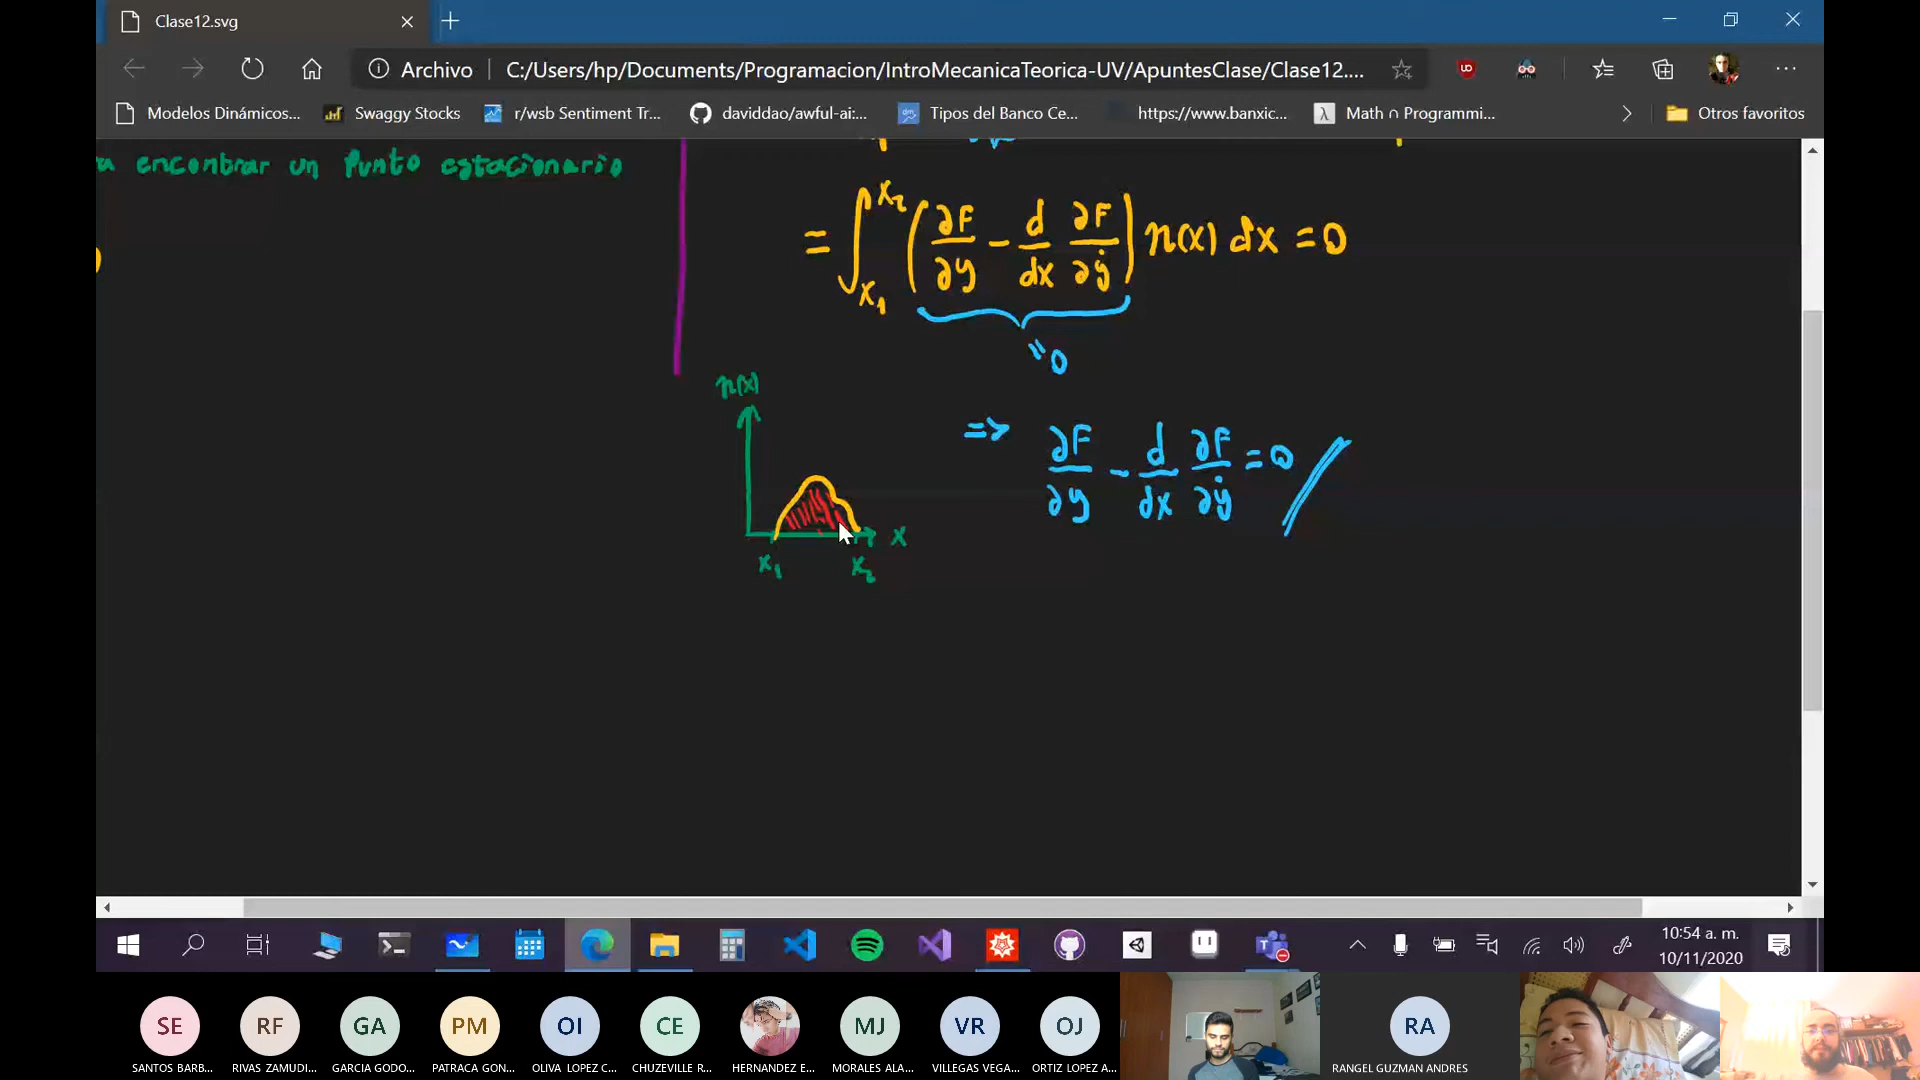 Clase12.svg
Archivo | C:/Users/hp/Documents/Programacion/IntroMecanicaTeorica-UV/ApuntesClase/Clase12....
Modelos Dinámicos... Swaggy Stocks r/wsb Sentiment Tr... daviddao/awful-ai:... Tipos del Banco Ce... https://www.banxic... Math ∩ Programmi... Otros favoritos
a encontrar un Punto estacionario
= ∫_{x₁}^{x₂} (∂F/∂y − d/dx ∂F/∂ẏ) η(x) dx = 0
"0
η(x)
=> ∂F/∂y − d/dx ∂F/∂ẏ = 0
x
x₁ x₂
10:54 a. m.
10/11/2020
SE RF GA PM OI CE MJ VR OJ RA
SANTOS BARB... RIVAS ZAMUDI... GARCIA GODO... PATRACA GON... OLIVA LOPEZ C... CHUZEVILLE R... HERNANDEZ E... MORALES ALA... VILLEGAS VEGA... ORTIZ LOPEZ A... RANGEL GUZMAN ANDRES